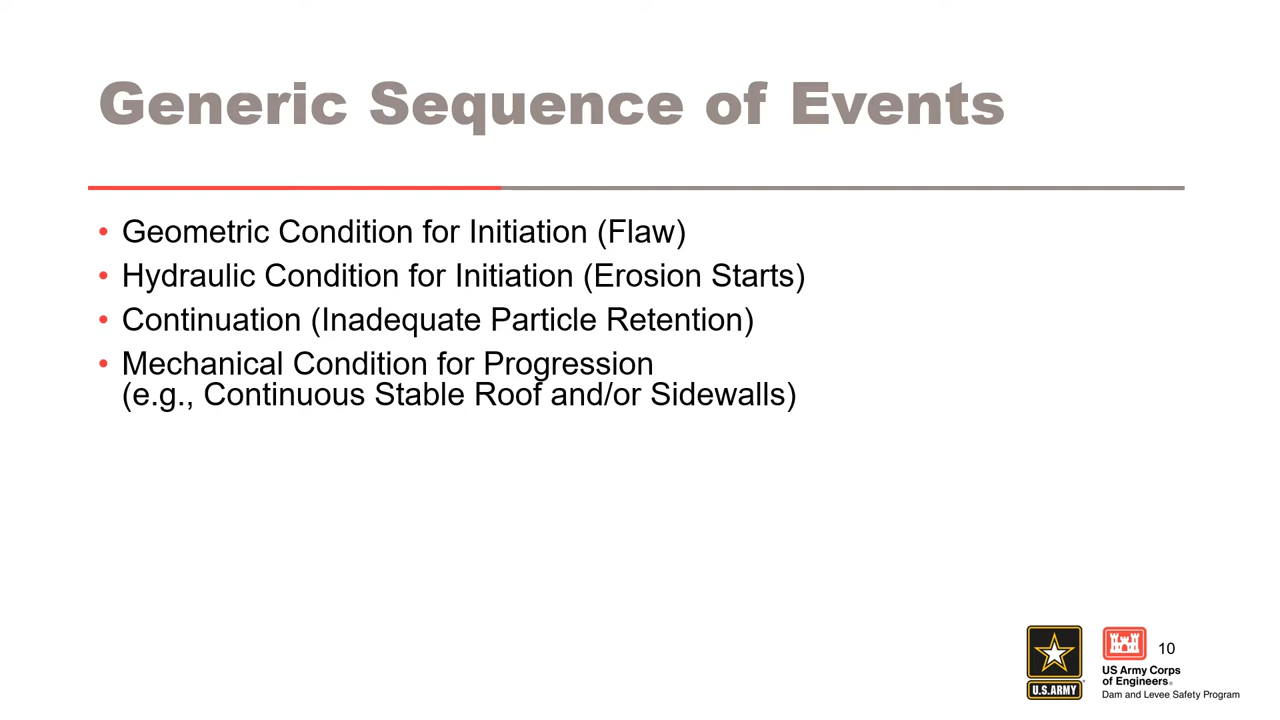 Generic Sequence of Events
• Geometric Condition for Initiation (Flaw)
• Hydraulic Condition for Initiation (Erosion Starts)
• Continuation (Inadequate Particle Retention)
• Mechanical Condition for Progression
(e.g., Continuous Stable Roof and/or Sidewalls)
U.S.ARMY
10
US Army Corps
of Engineers®
Dam and Levee Safety Program